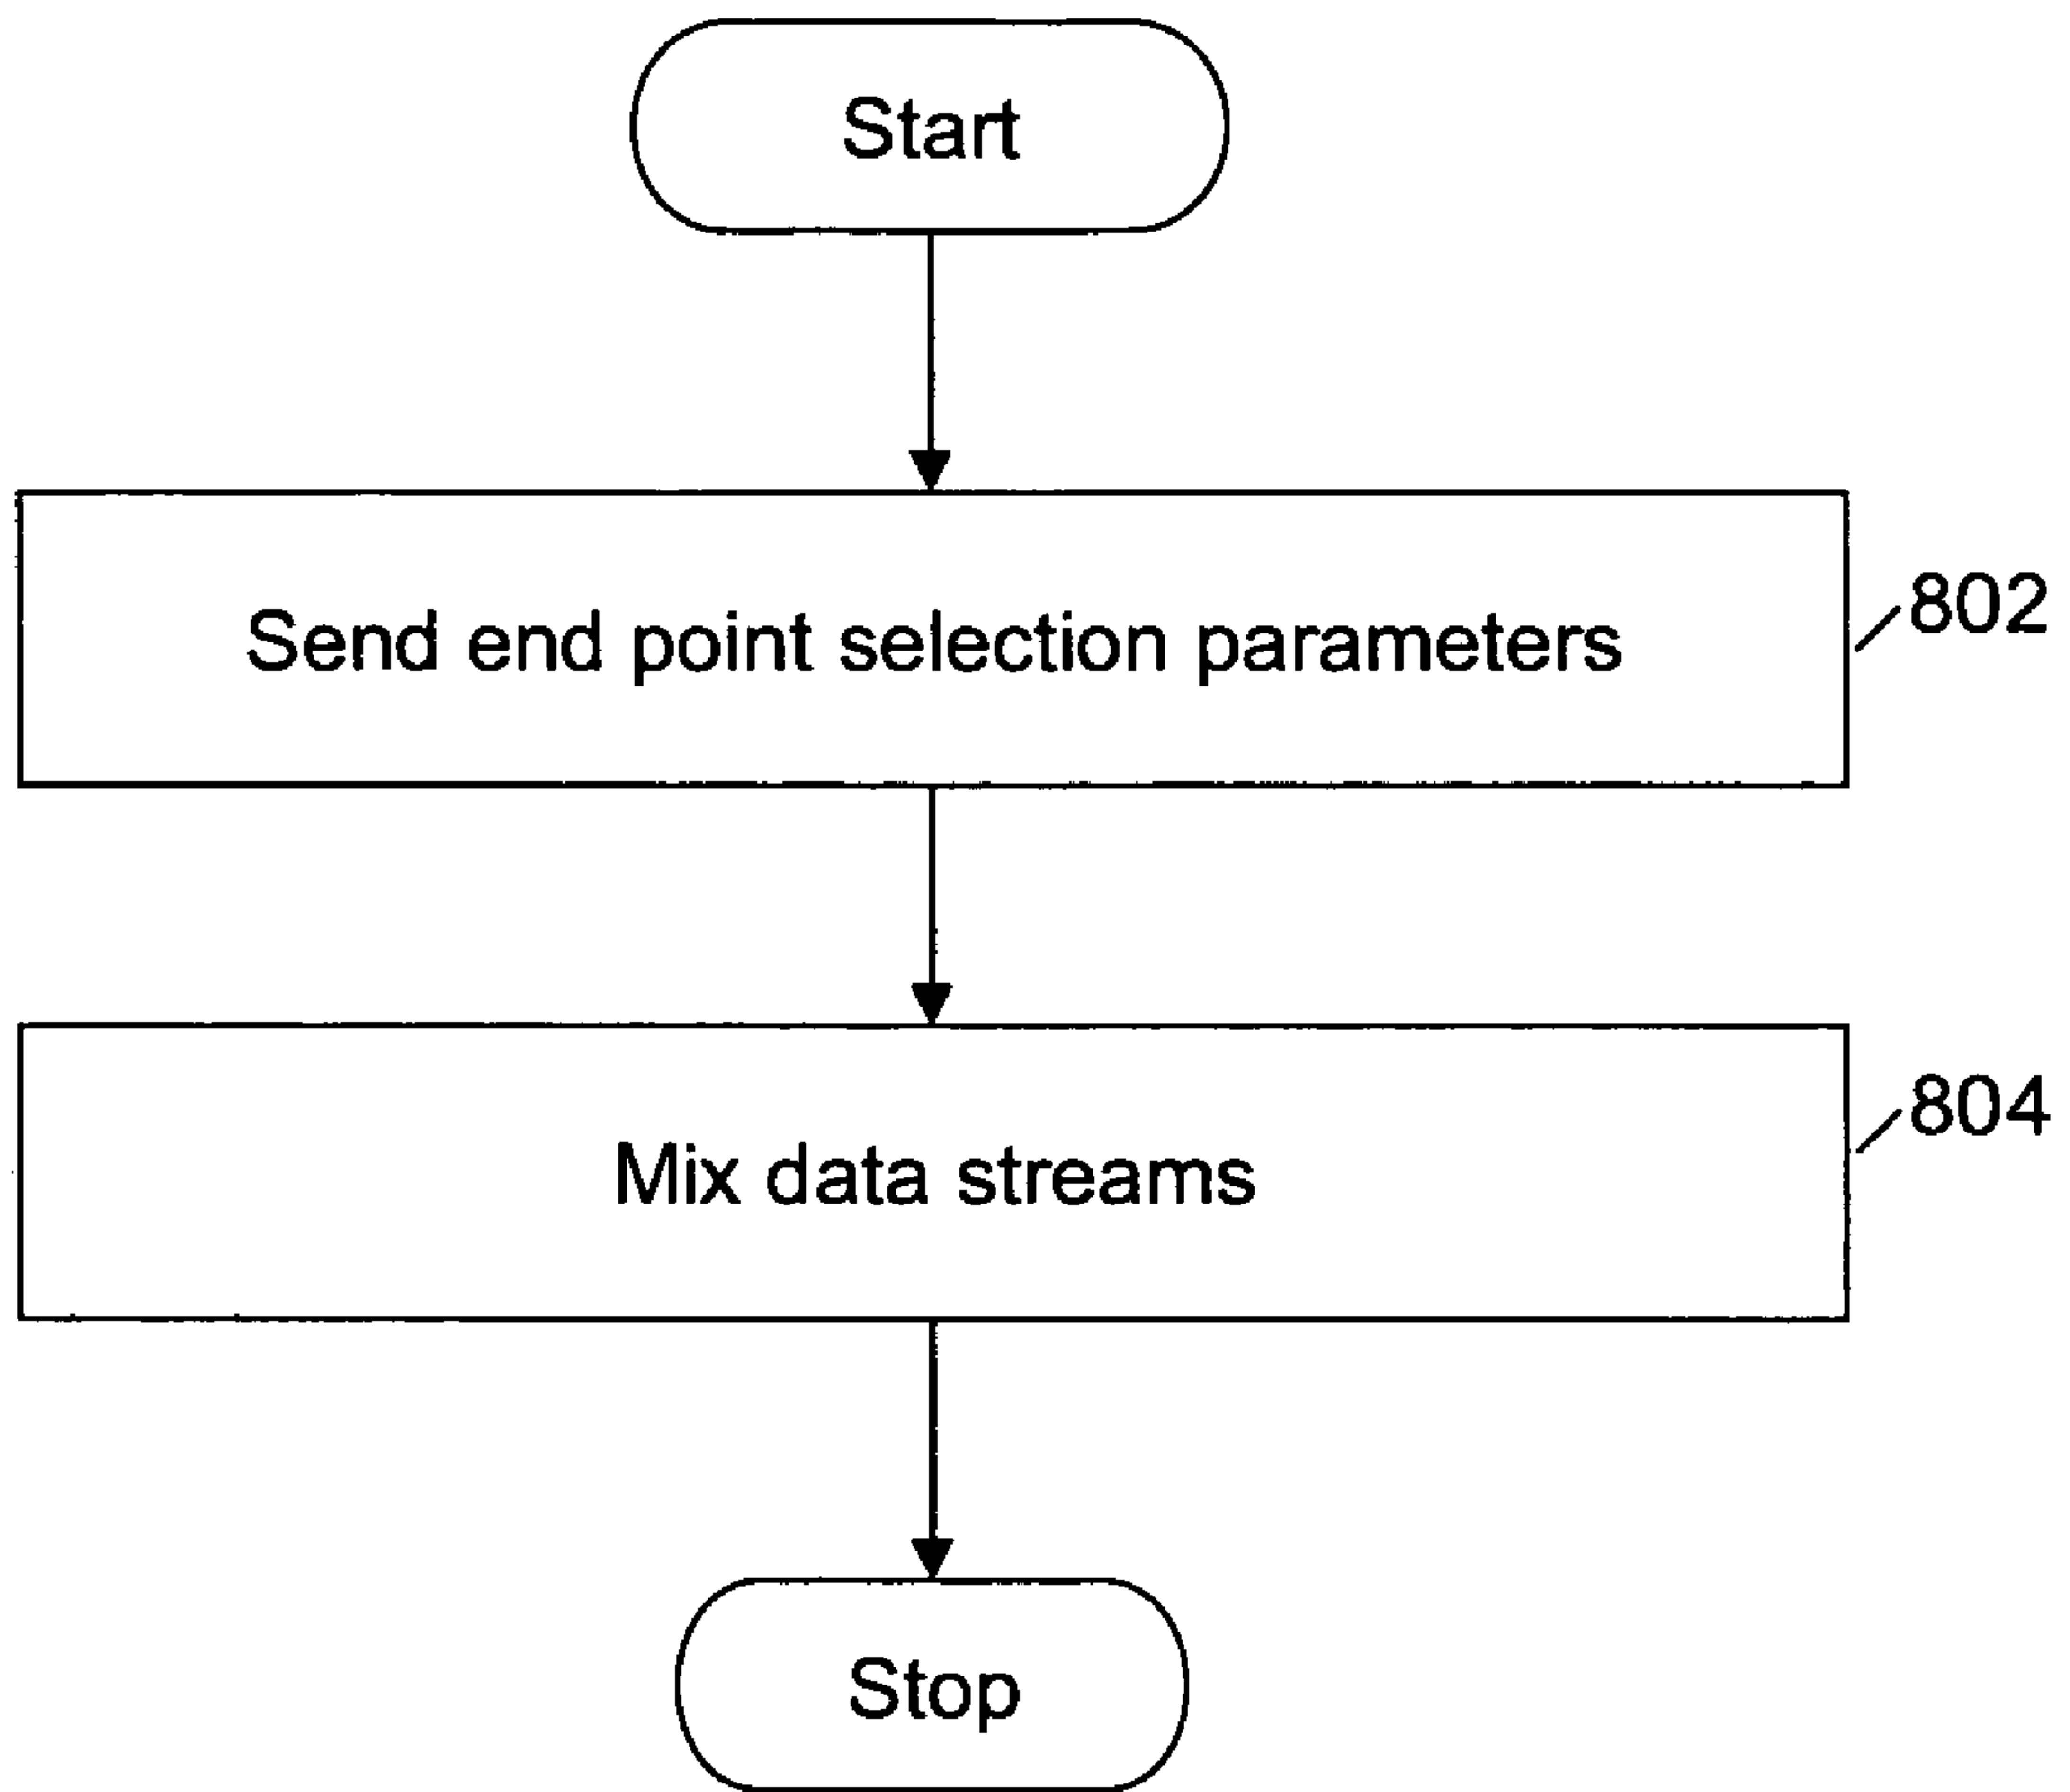 Start
Send end point selection parameters
802
Mix data streams
804
Stop